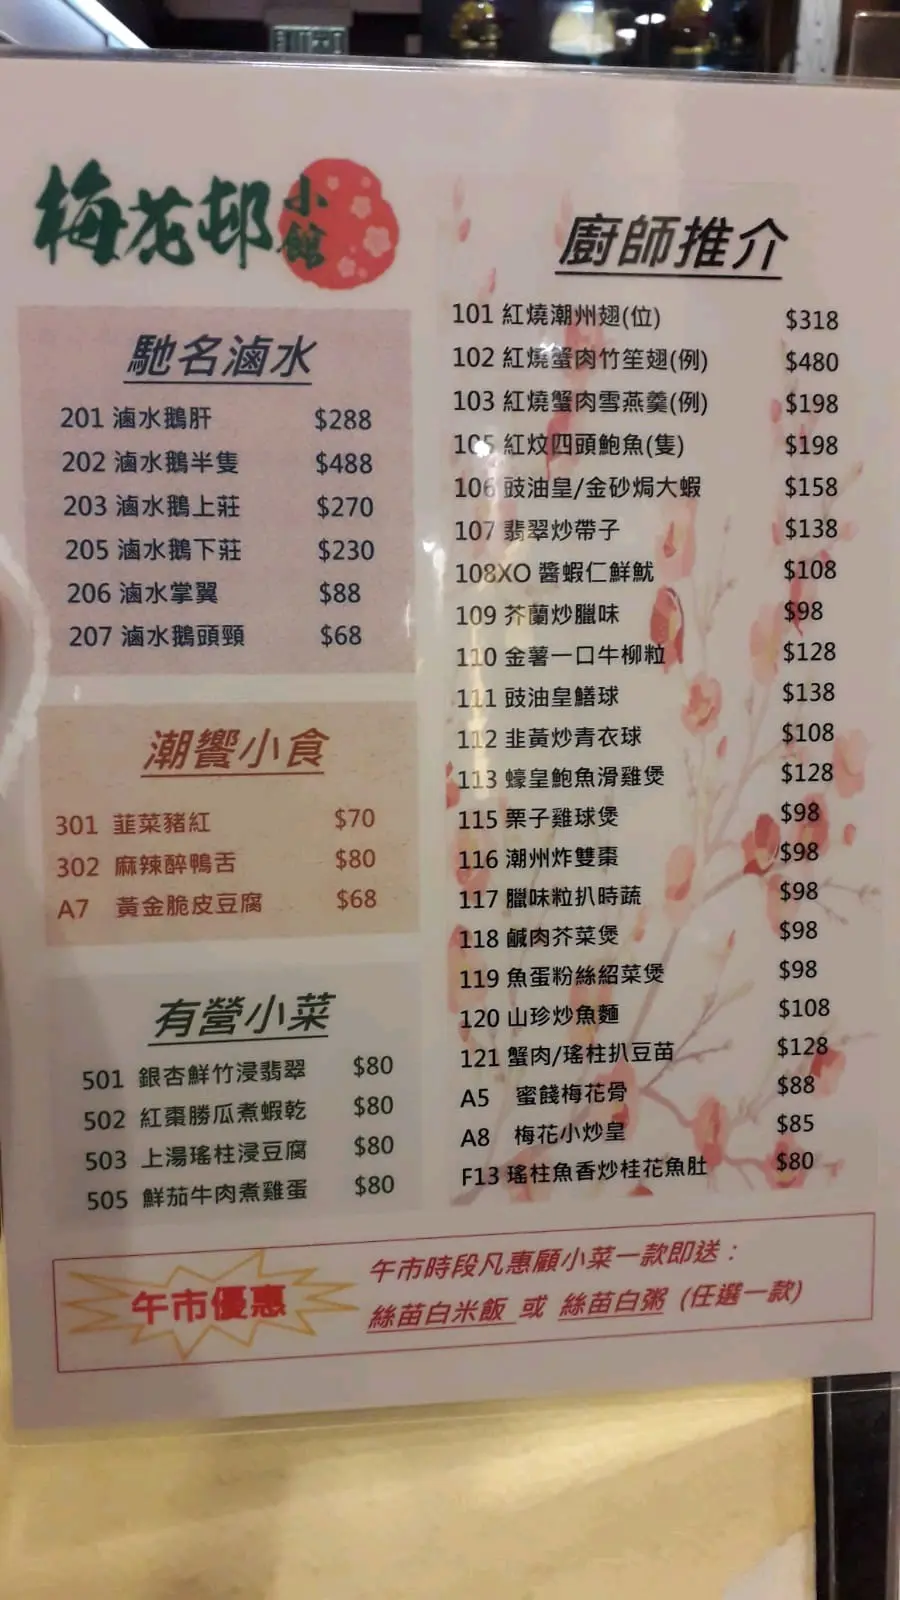 梅花邨小館
馳名滷水
201 滷水鵝肝 $288
202 滷水鵝半隻 $488
203 滷水鵝上莊 $270
205 滷水鵝下莊 $230
206 滷水掌翼 $88
207 滷水鵝頭頸 $68
潮饗小食
301 韮菜豬紅 $70
302 麻辣醉鴨舌 $80
A7 黃金脆皮豆腐 $68
有營小菜
501 銀杏鮮竹浸翡翠 $80
502 紅棗勝瓜煮蝦乾 $80
503 上湯瑤柱浸豆腐 $80
505 鮮茄牛肉煮雞蛋 $80
廚師推介
101 紅燒潮州翅(位) $318
102 紅燒蟹肉竹笙翅(例) $480
103 紅燒蟹肉雪燕羹(例) $198
105 紅炆四頭鮑魚(隻) $198
106 豉油皇/金砂焗大蝦 $158
107 翡翠炒帶子 $138
108XO 醬蝦仁鮮魷 $108
109 芥蘭炒臘味 $98
110 金薯一口牛柳粒 $128
111 豉油皇鱔球 $138
112 韭黃炒青衣球 $108
113 蠔皇鮑魚滑雞煲 $128
115 栗子雞球煲 $98
116 潮州炸雙棗 $98
117 臘味粒扒時蔬 $98
118 鹹肉芥菜煲 $98
119 魚蛋粉絲紹菜煲 $98
120 山珍炒魚麵 $108
121 蟹肉/瑤柱扒豆苗 $128
A5 蜜餞梅花骨 $88
A8 梅花小炒皇 $85
F13 瑤柱魚香炒桂花魚肚 $80
午市優惠
午市時段凡惠顧小菜一款即送：
絲苗白米飯 或 絲苗白粥 (任選一款)